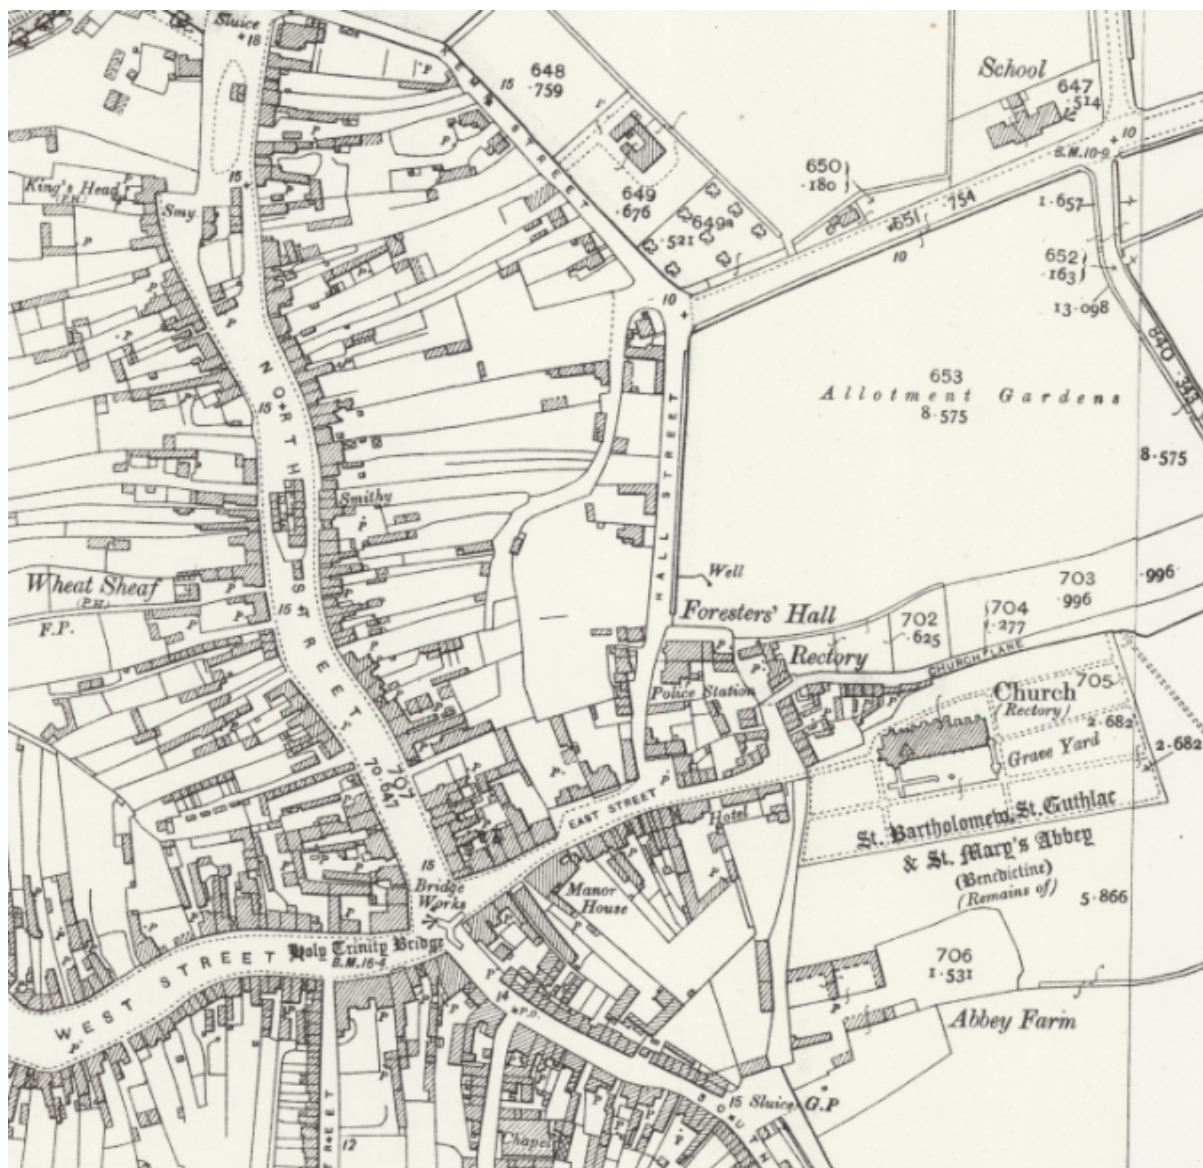 Sluice
18
School
648
·759
15
KEMP STREET
647
·514
10
B.M.10·9
650
·180
649
·676
649a
·521
651
·754
10
1·657
652
·163
13·098
King's Head
(P.H.)
Smy.
15
10
840
·343
653
Allotment Gardens
8·575
8·575
NORTH STREET
15
Smithy
HALL STREET
Wheat Sheaf
(P.H.)
F.P.
15
Well
Foresters' Hall
703
·996
·996
702
·625
704
·277
Rectory
CHURCH LANE
Police Station
Church
(Rectory)
705
2·682
2·682
Grave Yard
707
70·647
EAST STREET
Hotel
St. Bartholomew, St. Guthlac
& St. Mary's Abbey
(Benedictine)
(Remains of)
5·866
15
Bridge
Works
Manor
House
Holy Trinity Bridge
B.M.16·4
WEST STREET
14
P.O.
706
1·531
Abbey Farm
15
Sluice
G.P
SOUTH
12
Chapel